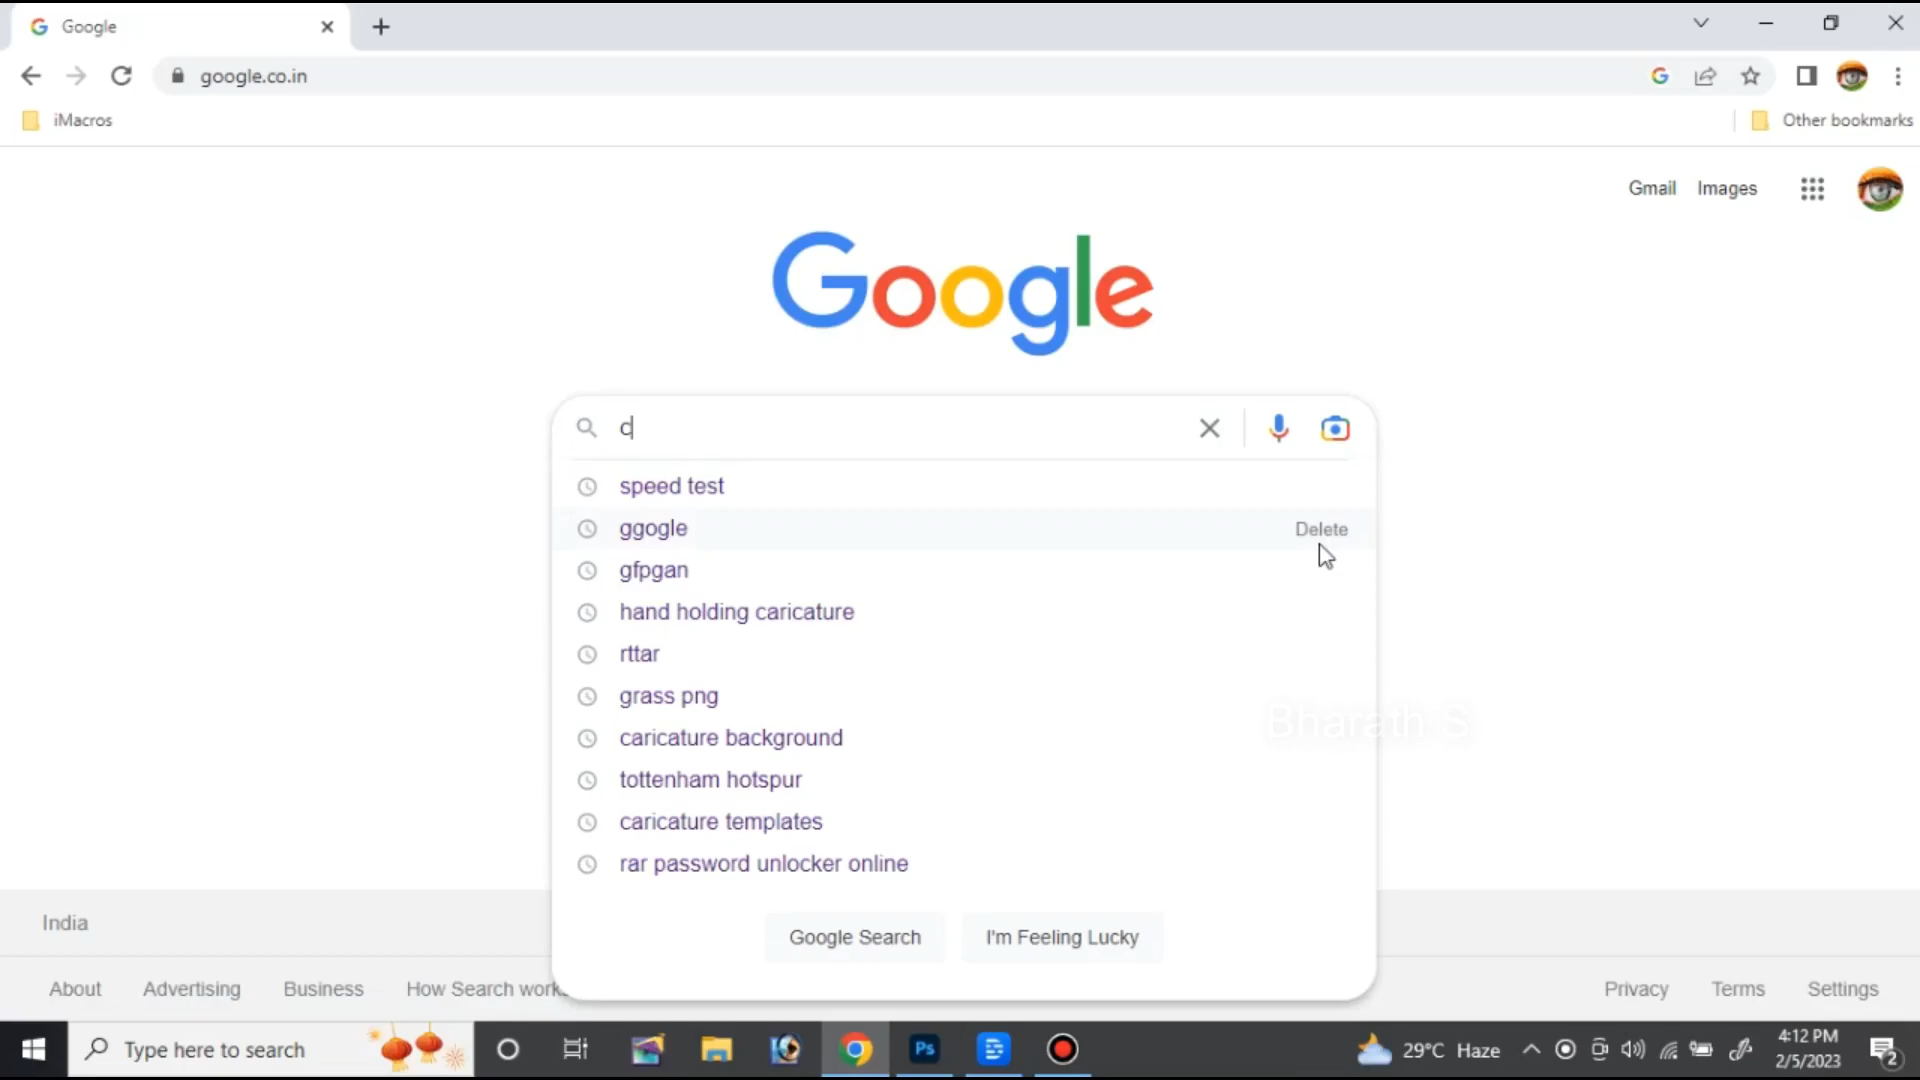 Google
google.co.in
iMacros
Other bookmarks
Gmail Images
Google
c
speed test
ggogle
Delete
gfpgan
hand holding caricature
rttar
grass png
caricature background
Bharath S
tottenham hotspur
caricature templates
rar password unlocker online
Google Search I'm Feeling Lucky
India
About Advertising Business How Search work
Privacy Terms Settings
Type here to search
Ps
29°C Haze
4:12 PM
2/5/2023
2